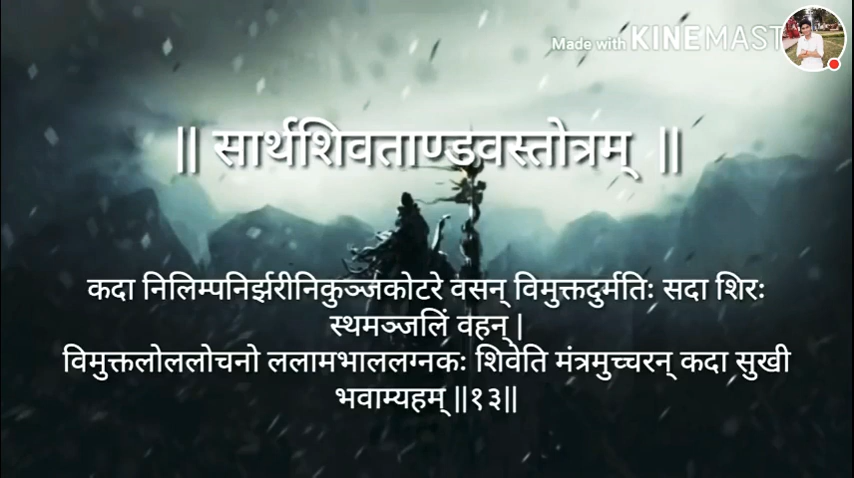 Made with KINEMAST
|| सार्थशिवताण्डवस्तोत्रम् ||
कदा निलिम्पनिर्झरीनिकुञ्जकोटरे वसन् विमुक्तदुर्मतिः सदा शिरः
स्थमञ्जलिं वहन् |
विमुक्तलोललोचनो ललामभाललग्नकः शिवेति मंत्रमुच्चरन् कदा सुखी
भवाम्यहम् ||१३||